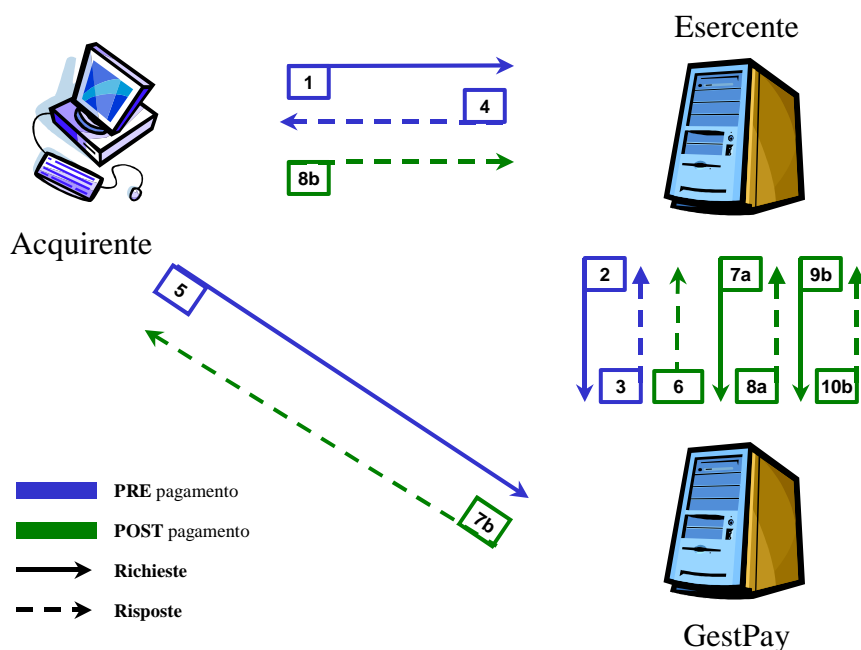 Esercente
1
4
8b
Acquirente
5
2
7a
9b
3
6
8a
10b
PRE pagamento
7b
POST pagamento
Richieste
Risposte
GestPay